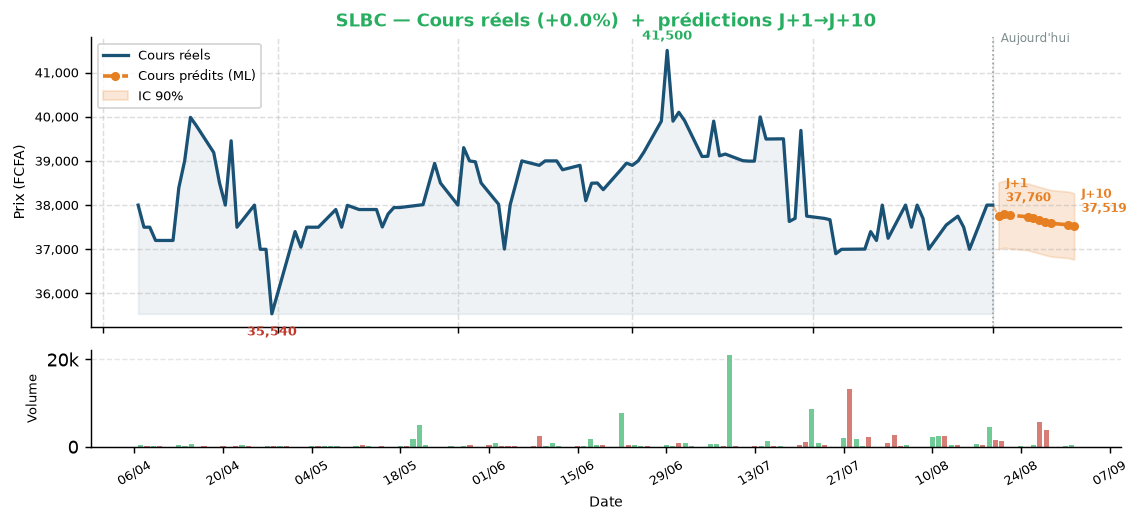 SLBC — Cours réels (+0.0%)  +  prédictions J+1→J+10
41,500
Aujourd'hui
Cours réels
Cours prédits (ML)
IC 90%
41,000
40,000
39,000
38,000
37,000
36,000
Prix (FCFA)
J+1
37,760
J+10
37,519
35,540
20k
0
Volume
06/04
20/04
04/05
18/05
01/06
15/06
29/06
13/07
27/07
10/08
24/08
07/09
Date